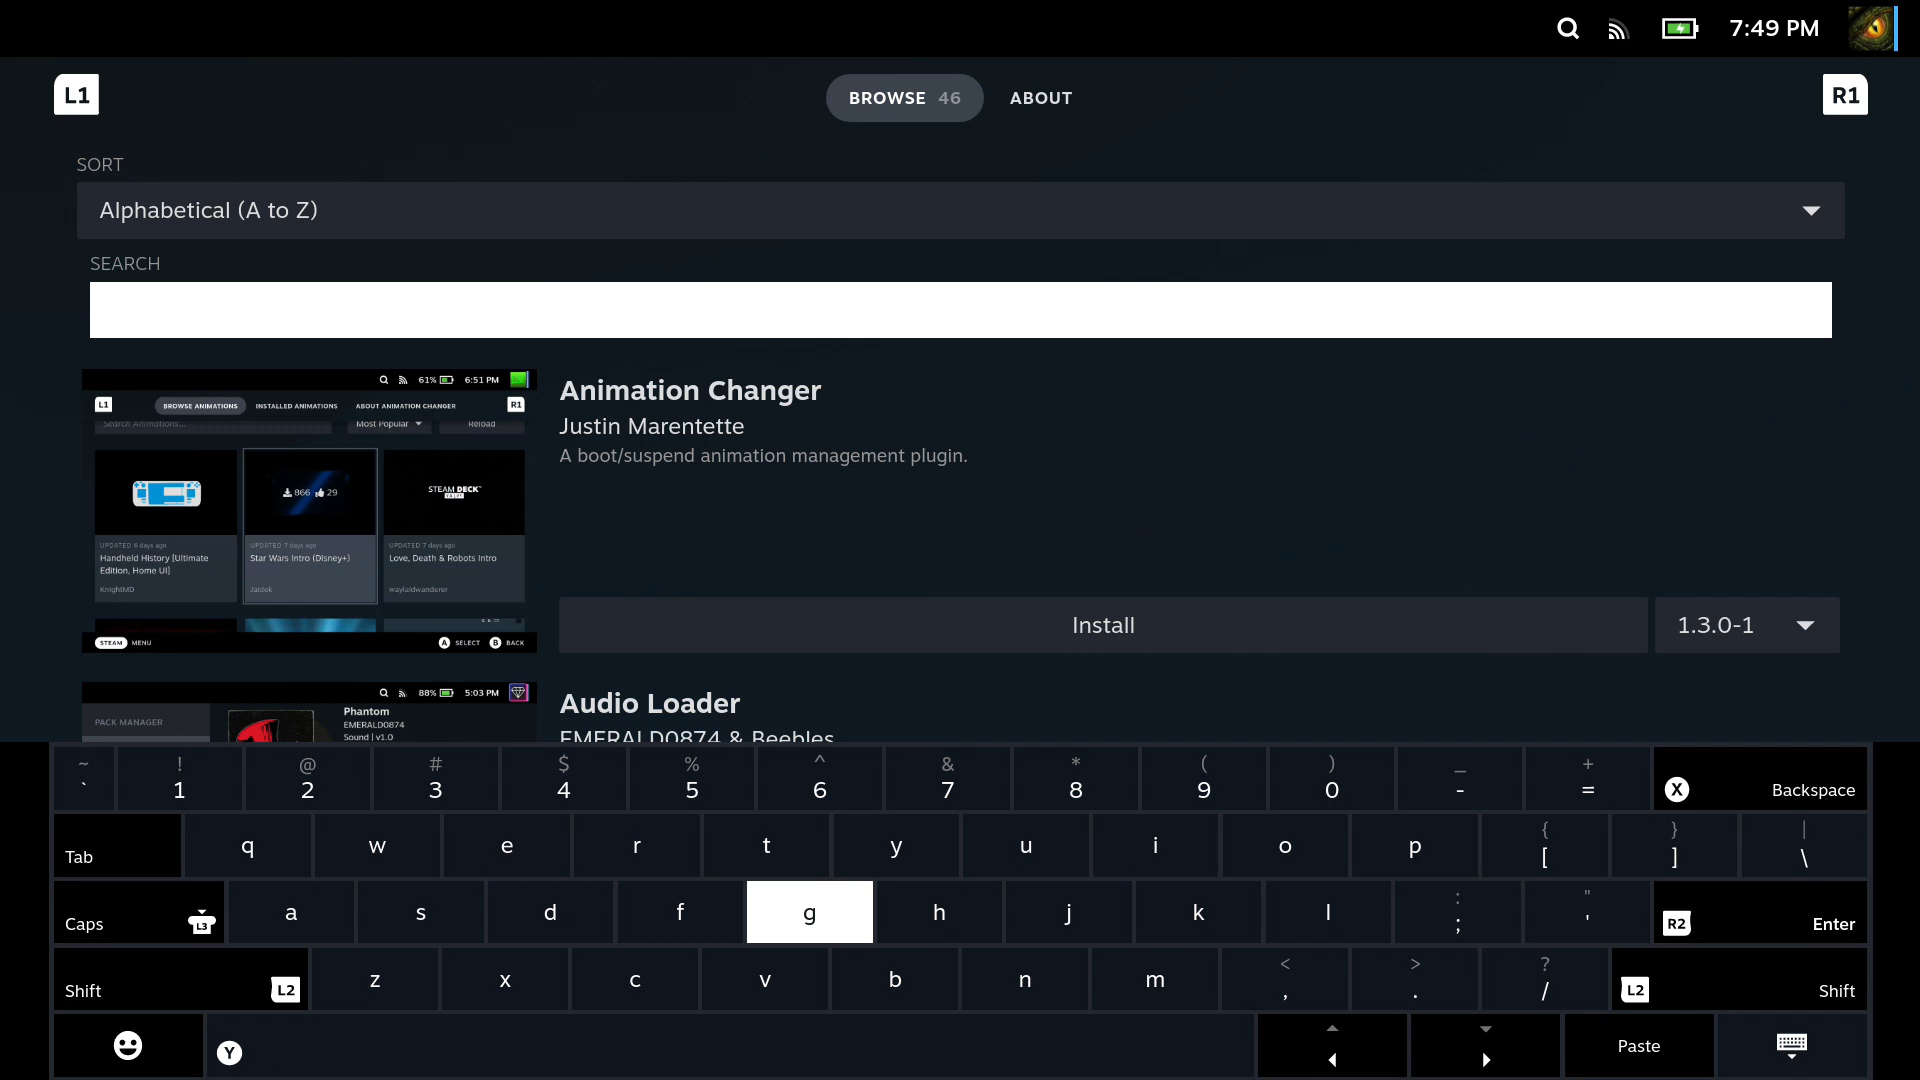 7:49 PM
L1
BROWSE 46
ABOUT
R1
SORT
Alphabetical (A to Z)
SEARCH
61% 6:51 PM
L1 BROWSE ANIMATIONS INSTALLED ANIMATIONS ABOUT ANIMATION CHANGER R1
Search Animations... Most Popular Reload
866 29
STEAM DECK
VALVE
UPDATED 6 days ago
Handheld History [Ultimate
Edition, Home UI]
KnightMD
UPDATED 7 days ago
Star Wars Intro (Disney+)
Jaidek
UPDATED 7 days ago
Love, Death & Robots Intro
waylaidwanderer
STEAM MENU A SELECT B BACK
Animation Changer
Justin Marentette
A boot/suspend animation management plugin.
Install
1.3.0-1
88% 5:03 PM
PACK MANAGER
Phantom
EMERALD0874
Sound | v1.0
Audio Loader
EMERALD0874 & Beebles
~ ! @ # $ % ^ & * ( ) _ +
` 1 2 3 4 5 6 7 8 9 0 - = X Backspace
{ } |
Tab q w e r t y u i o p [ ] \
: "
Caps L3 a s d f g h j k l ; ' R2 Enter
< > ?
Shift L2 z x c v b n m , . / L2 Shift
Y Paste